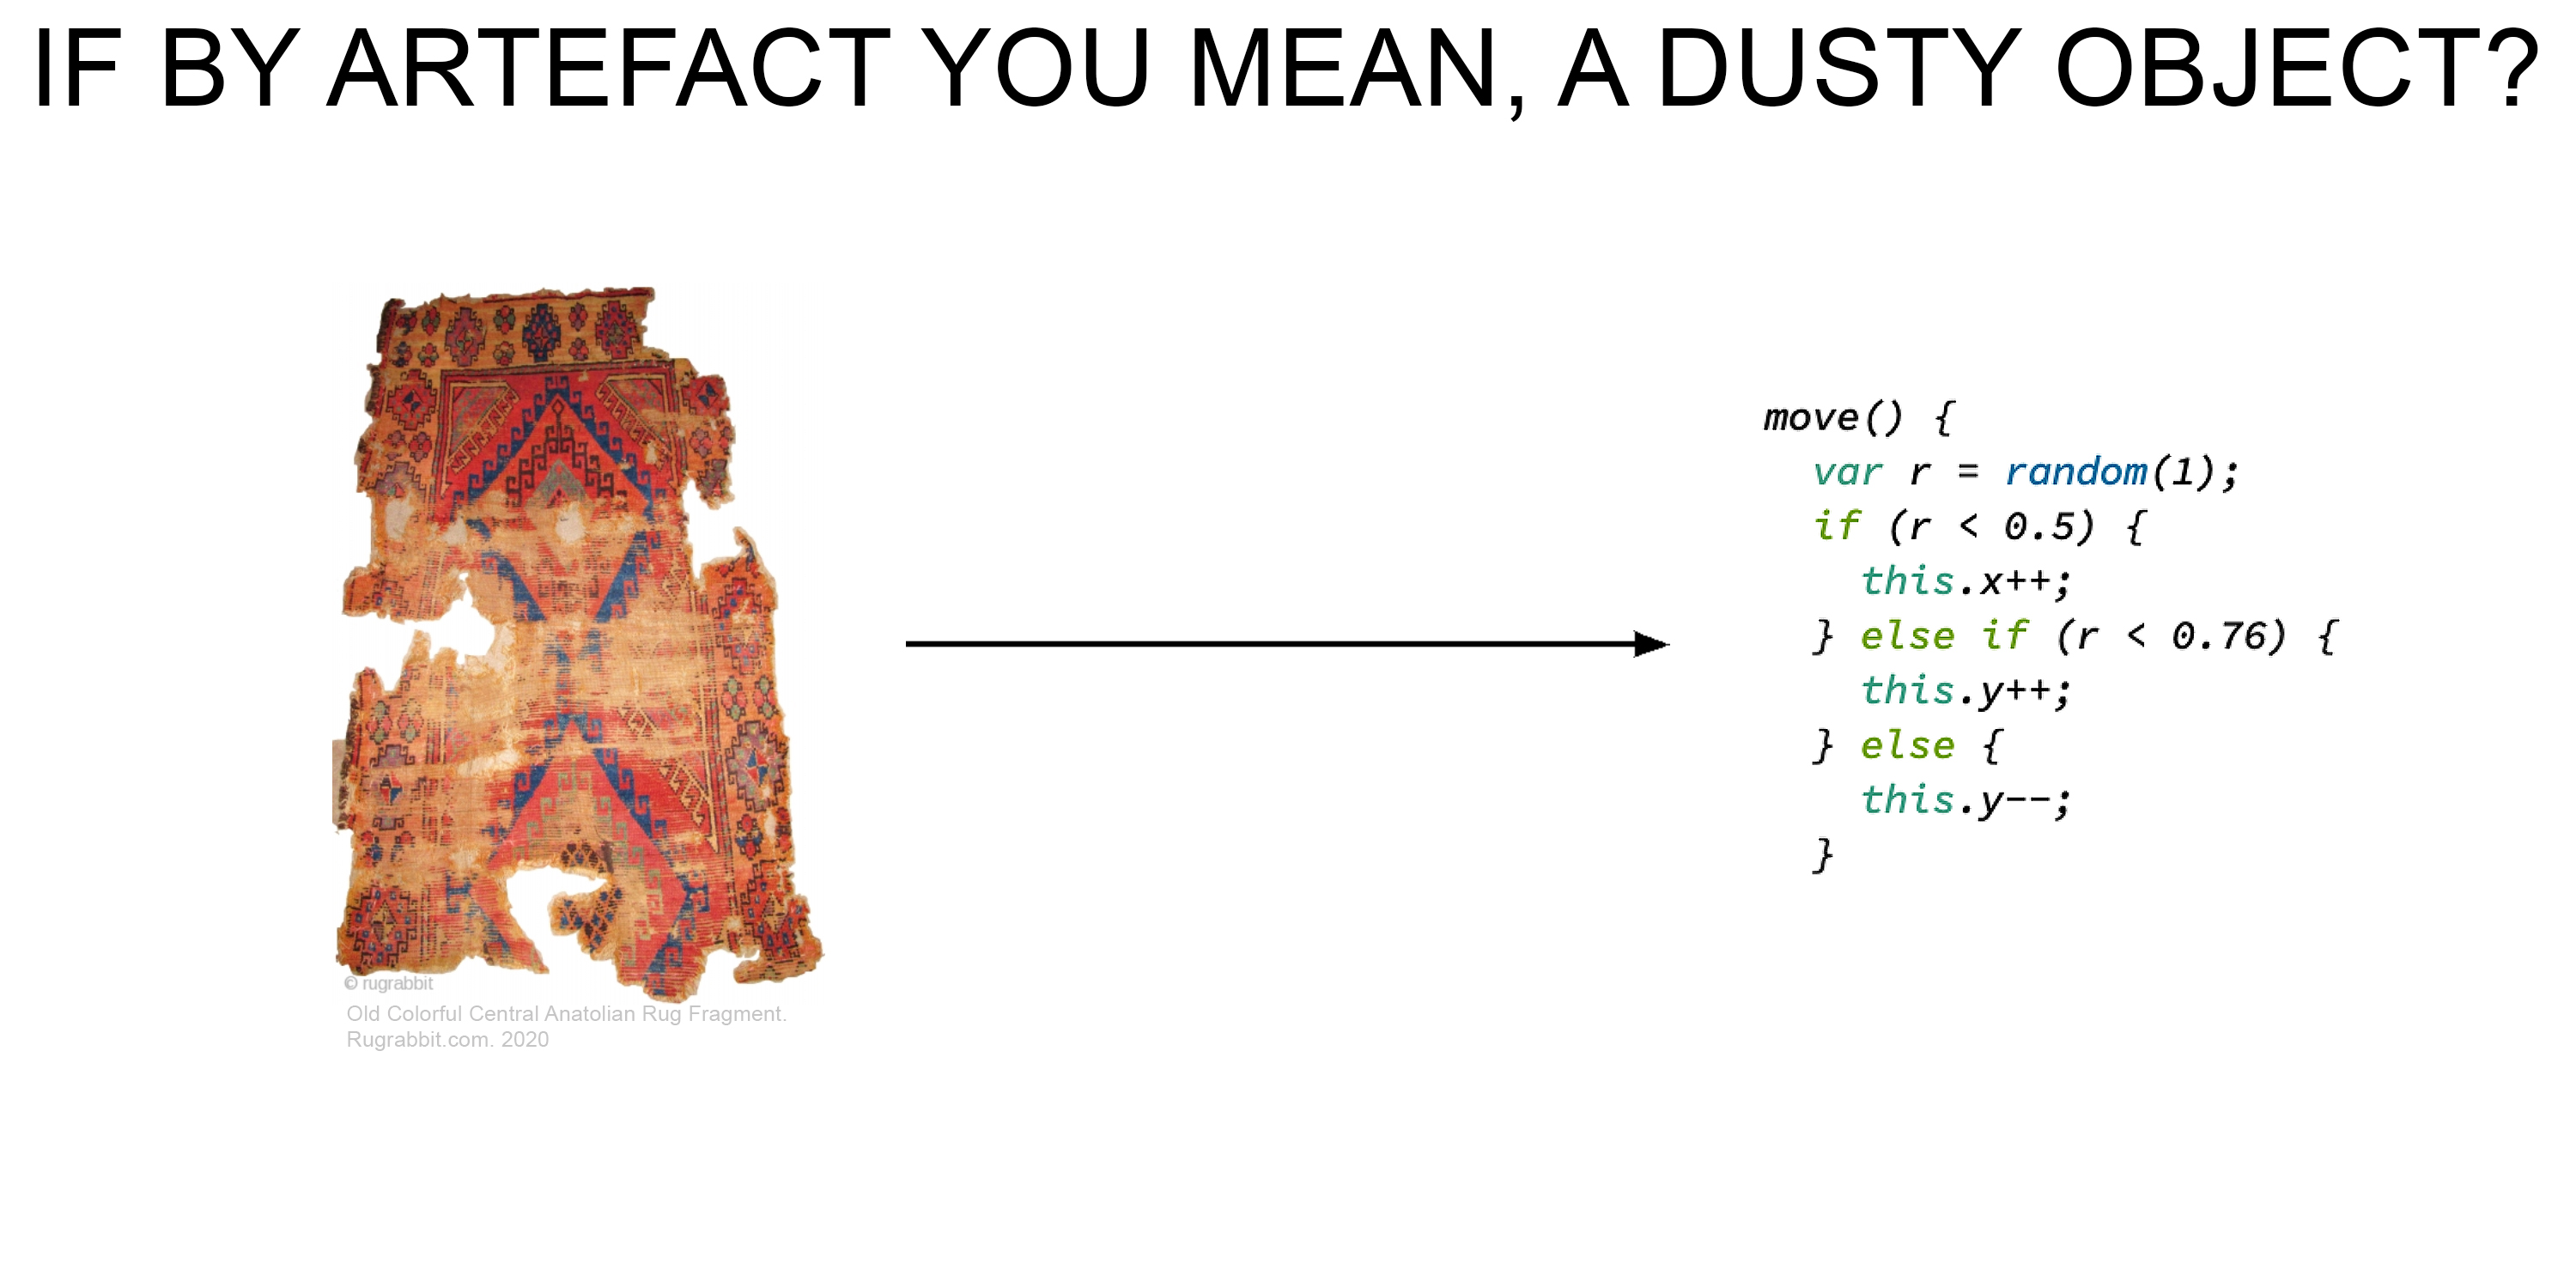 IF BY ARTEFACT YOU MEAN, A DUSTY OBJECT?
move() {
var r = random(1);
if (r < 0.5) {
this.x++;
} else if (r < 0.76) {
this.y++;
} else {
this.y--;
}
© rugrabbit
Old Colorful Central Anatolian Rug Fragment.
Rugrabbit.com. 2020